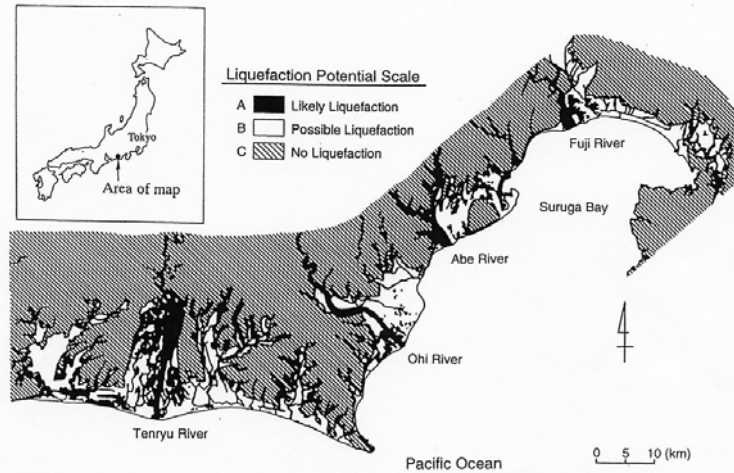 Tokyo
Area of map
Liquefaction Potential Scale
A Likely Liquefaction
B Possible Liquefaction
C No Liquefaction
Fuji River
Suruga Bay
Abe River
Ohi River
Tenryu River
Pacific Ocean
0 5 10 (km)